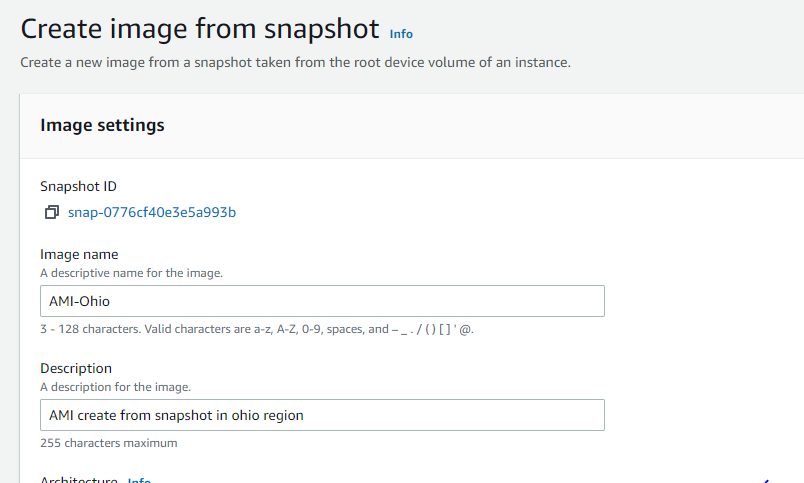 Create image from snapshot Info
Create a new image from a snapshot taken from the root device volume of an instance.
Image settings
Snapshot ID
snap-0776cf40e3e5a993b
Image name
A descriptive name for the image.
AMI-Ohio
3 - 128 characters. Valid characters are a-z, A-Z, 0-9, spaces, and – _ . / ( ) [ ] ' @.
Description
A description for the image.
AMI create from snapshot in ohio region
255 characters maximum
Architecture Info